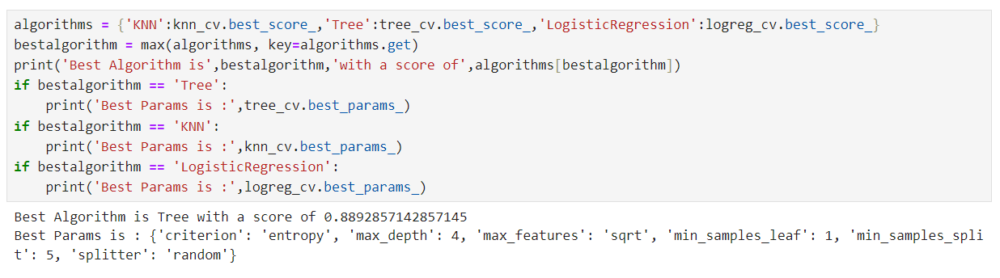 algorithms = {'KNN':knn_cv.best_score_,'Tree':tree_cv.best_score_,'LogisticRegression':logreg_cv.best_score_}
bestalgorithm = max(algorithms, key=algorithms.get)
print('Best Algorithm is',bestalgorithm,'with a score of',algorithms[bestalgorithm])
if bestalgorithm == 'Tree':
    print('Best Params is :',tree_cv.best_params_)
if bestalgorithm == 'KNN':
    print('Best Params is :',knn_cv.best_params_)
if bestalgorithm == 'LogisticRegression':
    print('Best Params is :',logreg_cv.best_params_)
Best Algorithm is Tree with a score of 0.8892857142857145
Best Params is : {'criterion': 'entropy', 'max_depth': 4, 'max_features': 'sqrt', 'min_samples_leaf': 1, 'min_samples_spli
t': 5, 'splitter': 'random'}